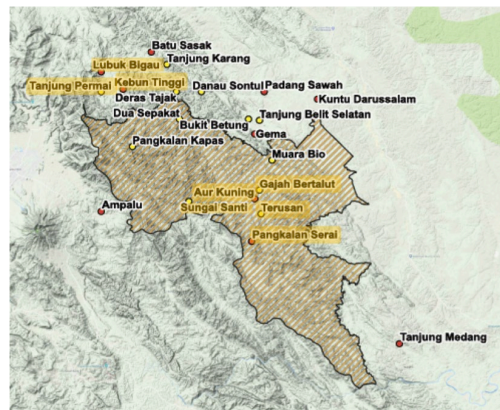 Batu Sasak
Tanjung Karang
Lubuk Bigau
Tanjung Permai
Kebun Tinggi
Danau Sontul
Padang Sawah
Deras Tajak
Kuntu Darussalam
Dua Sepakat
Tanjung Belit Selatan
Bukit Betung
Gema
Pangkalan Kapas
Muara Bio
Gajah Bertalut
Aur Kuning
Ampalu
Sungai Santi
Terusan
Pangkalan Serai
Tanjung Medang